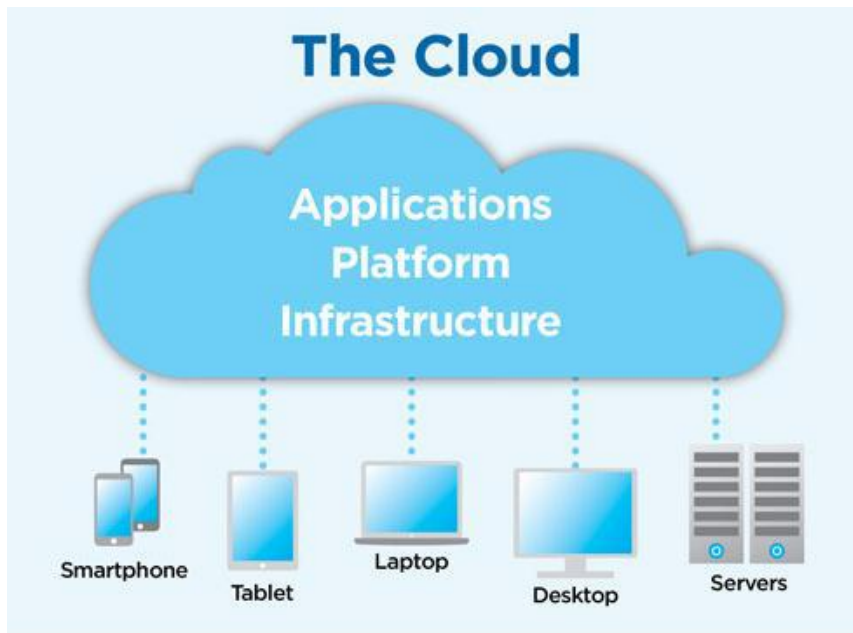 The Cloud
Applications
Platform
Infrastructure
Smartphone
Tablet
Laptop
Desktop
Servers